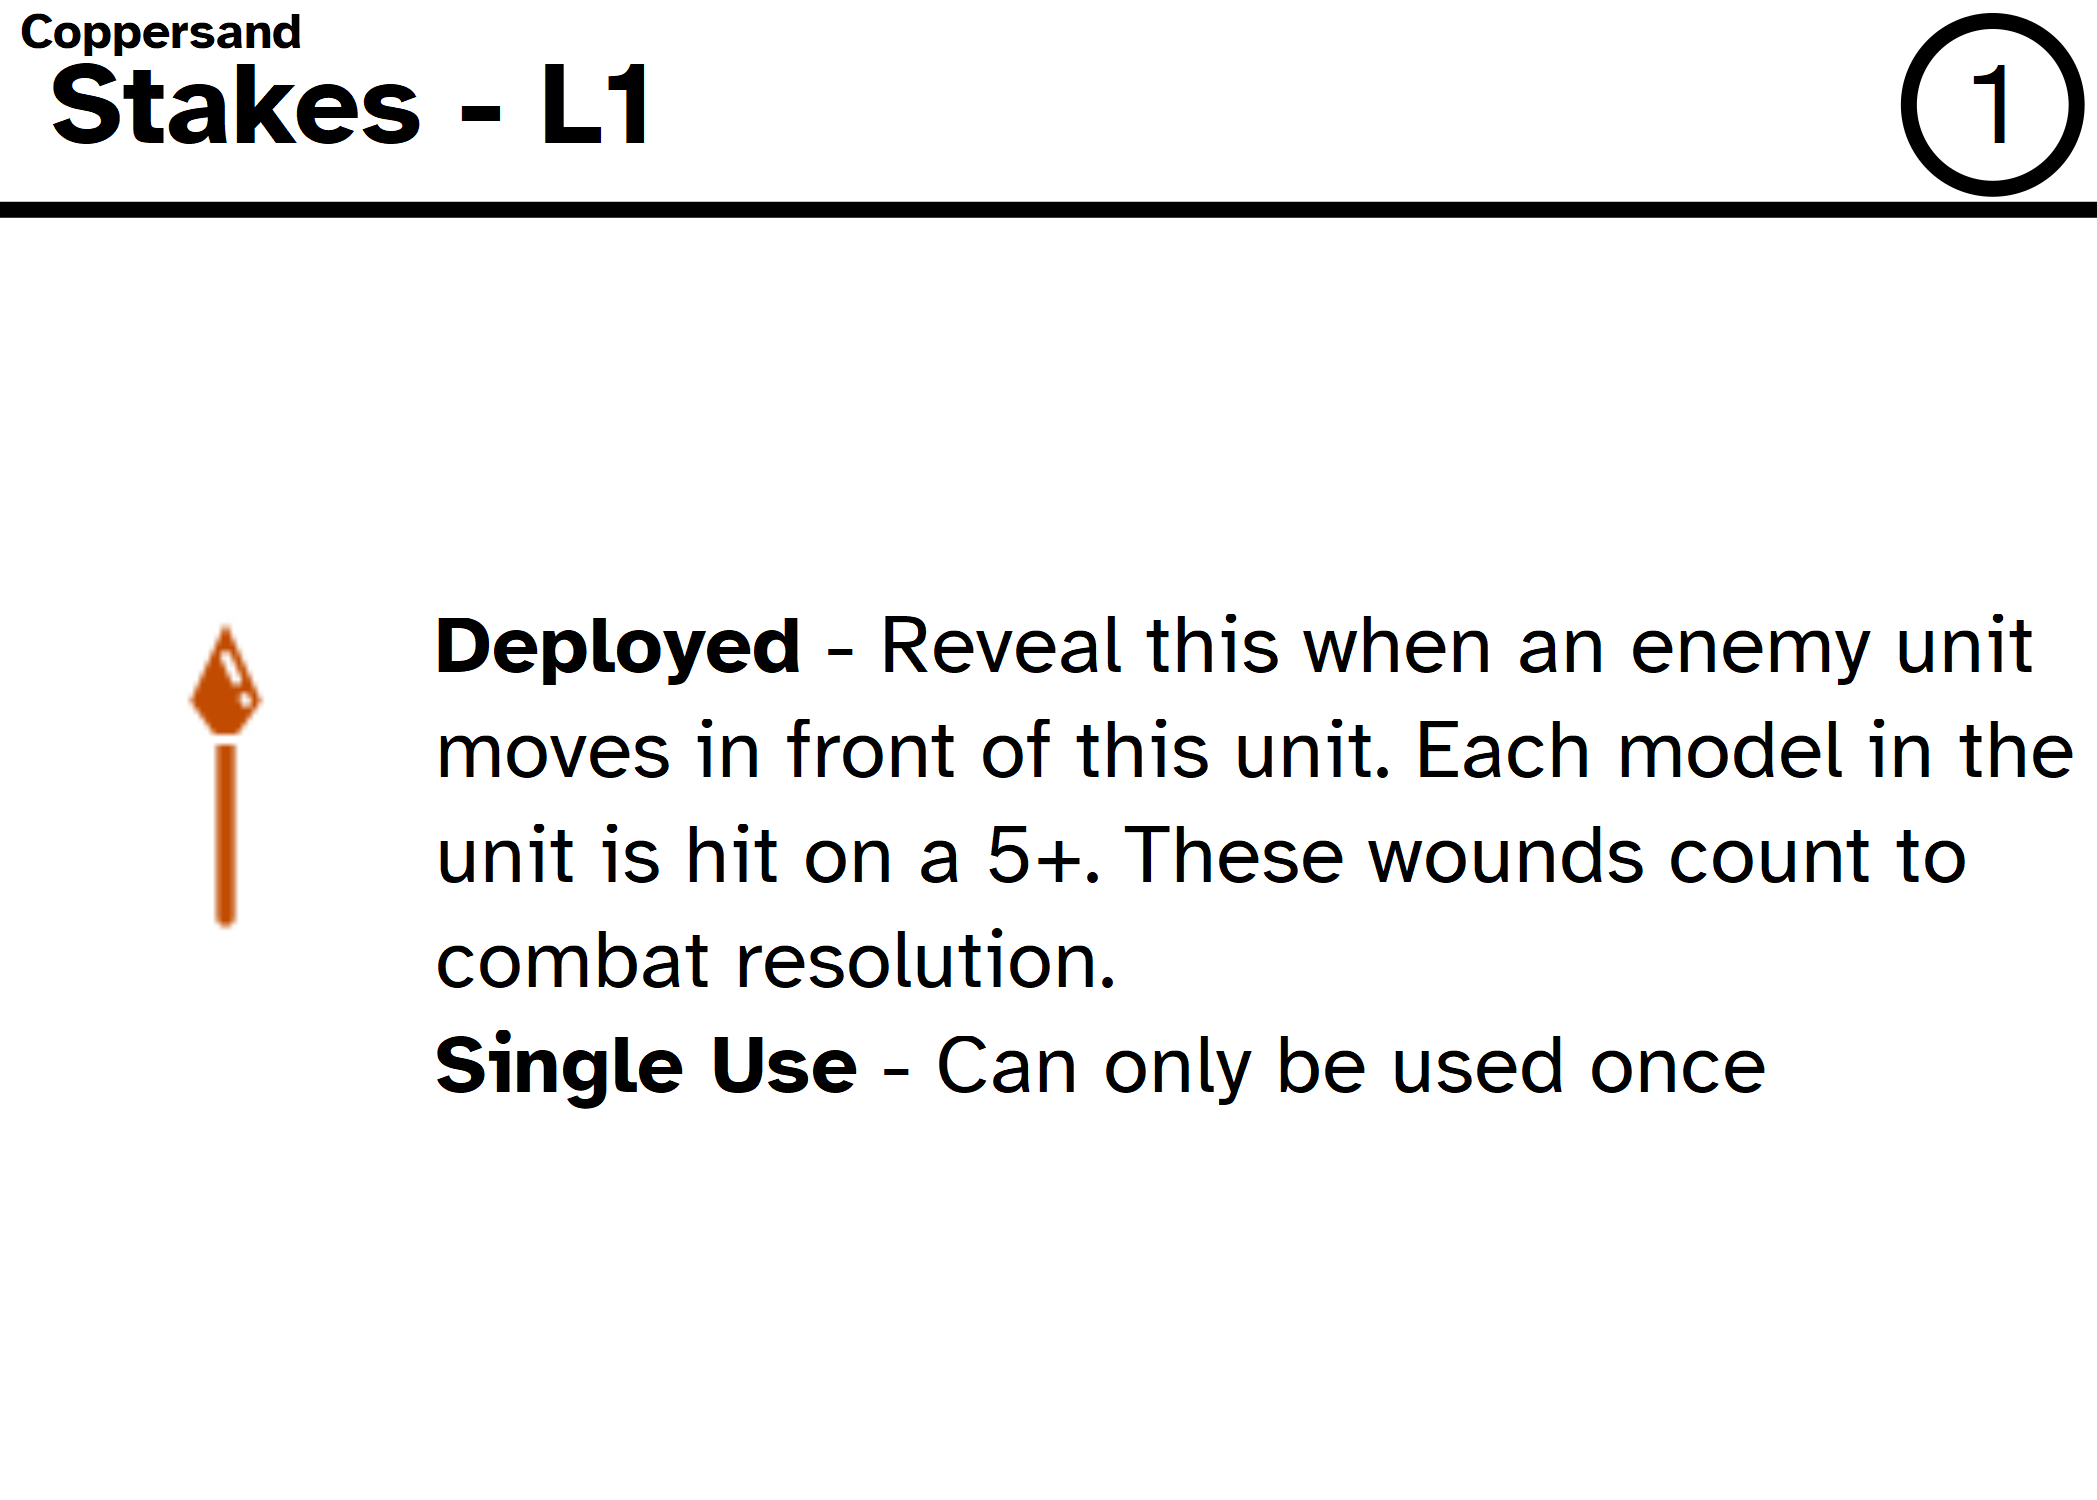 Coppersand
Stakes - L1
1
Deployed - Reveal this when an enemy unit
moves in front of this unit. Each model in the
unit is hit on a 5+. These wounds count to
combat resolution.
Single Use - Can only be used once